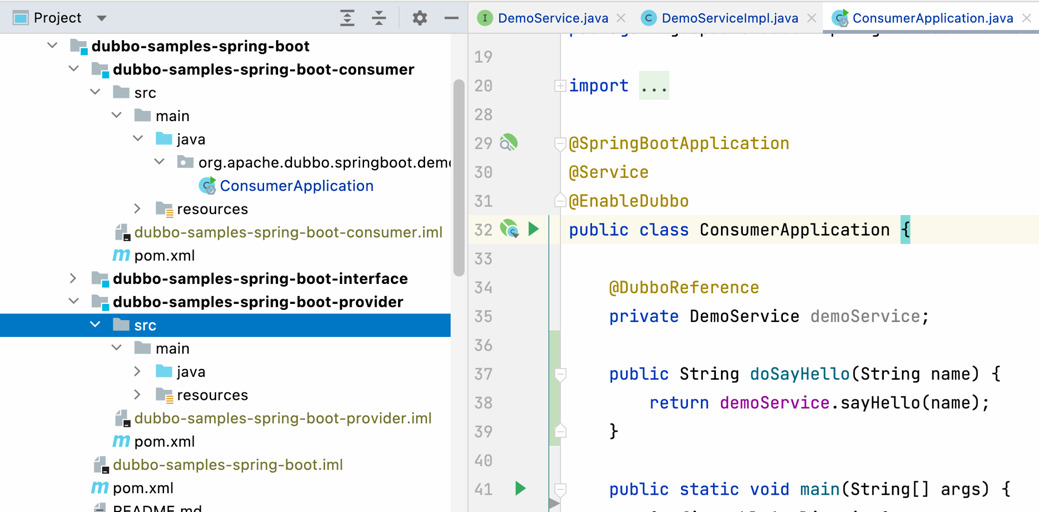 Project
dubbo-samples-spring-boot
dubbo-samples-spring-boot-consumer
src
main
java
org.apache.dubbo.springboot.demo
ConsumerApplication
resources
dubbo-samples-spring-boot-consumer.iml
pom.xml
dubbo-samples-spring-boot-interface
dubbo-samples-spring-boot-provider
src
main
java
resources
dubbo-samples-spring-boot-provider.iml
pom.xml
dubbo-samples-spring-boot.iml
pom.xml
README.md
DemoService.java DemoServiceImpl.java ConsumerApplication.java
19
20 import ...
28
29 @SpringBootApplication
30 @Service
31 @EnableDubbo
32 public class ConsumerApplication {
33
34 @DubboReference
35 private DemoService demoService;
36
37 public String doSayHello(String name) {
38 return demoService.sayHello(name);
39 }
40
41 public static void main(String[] args) {